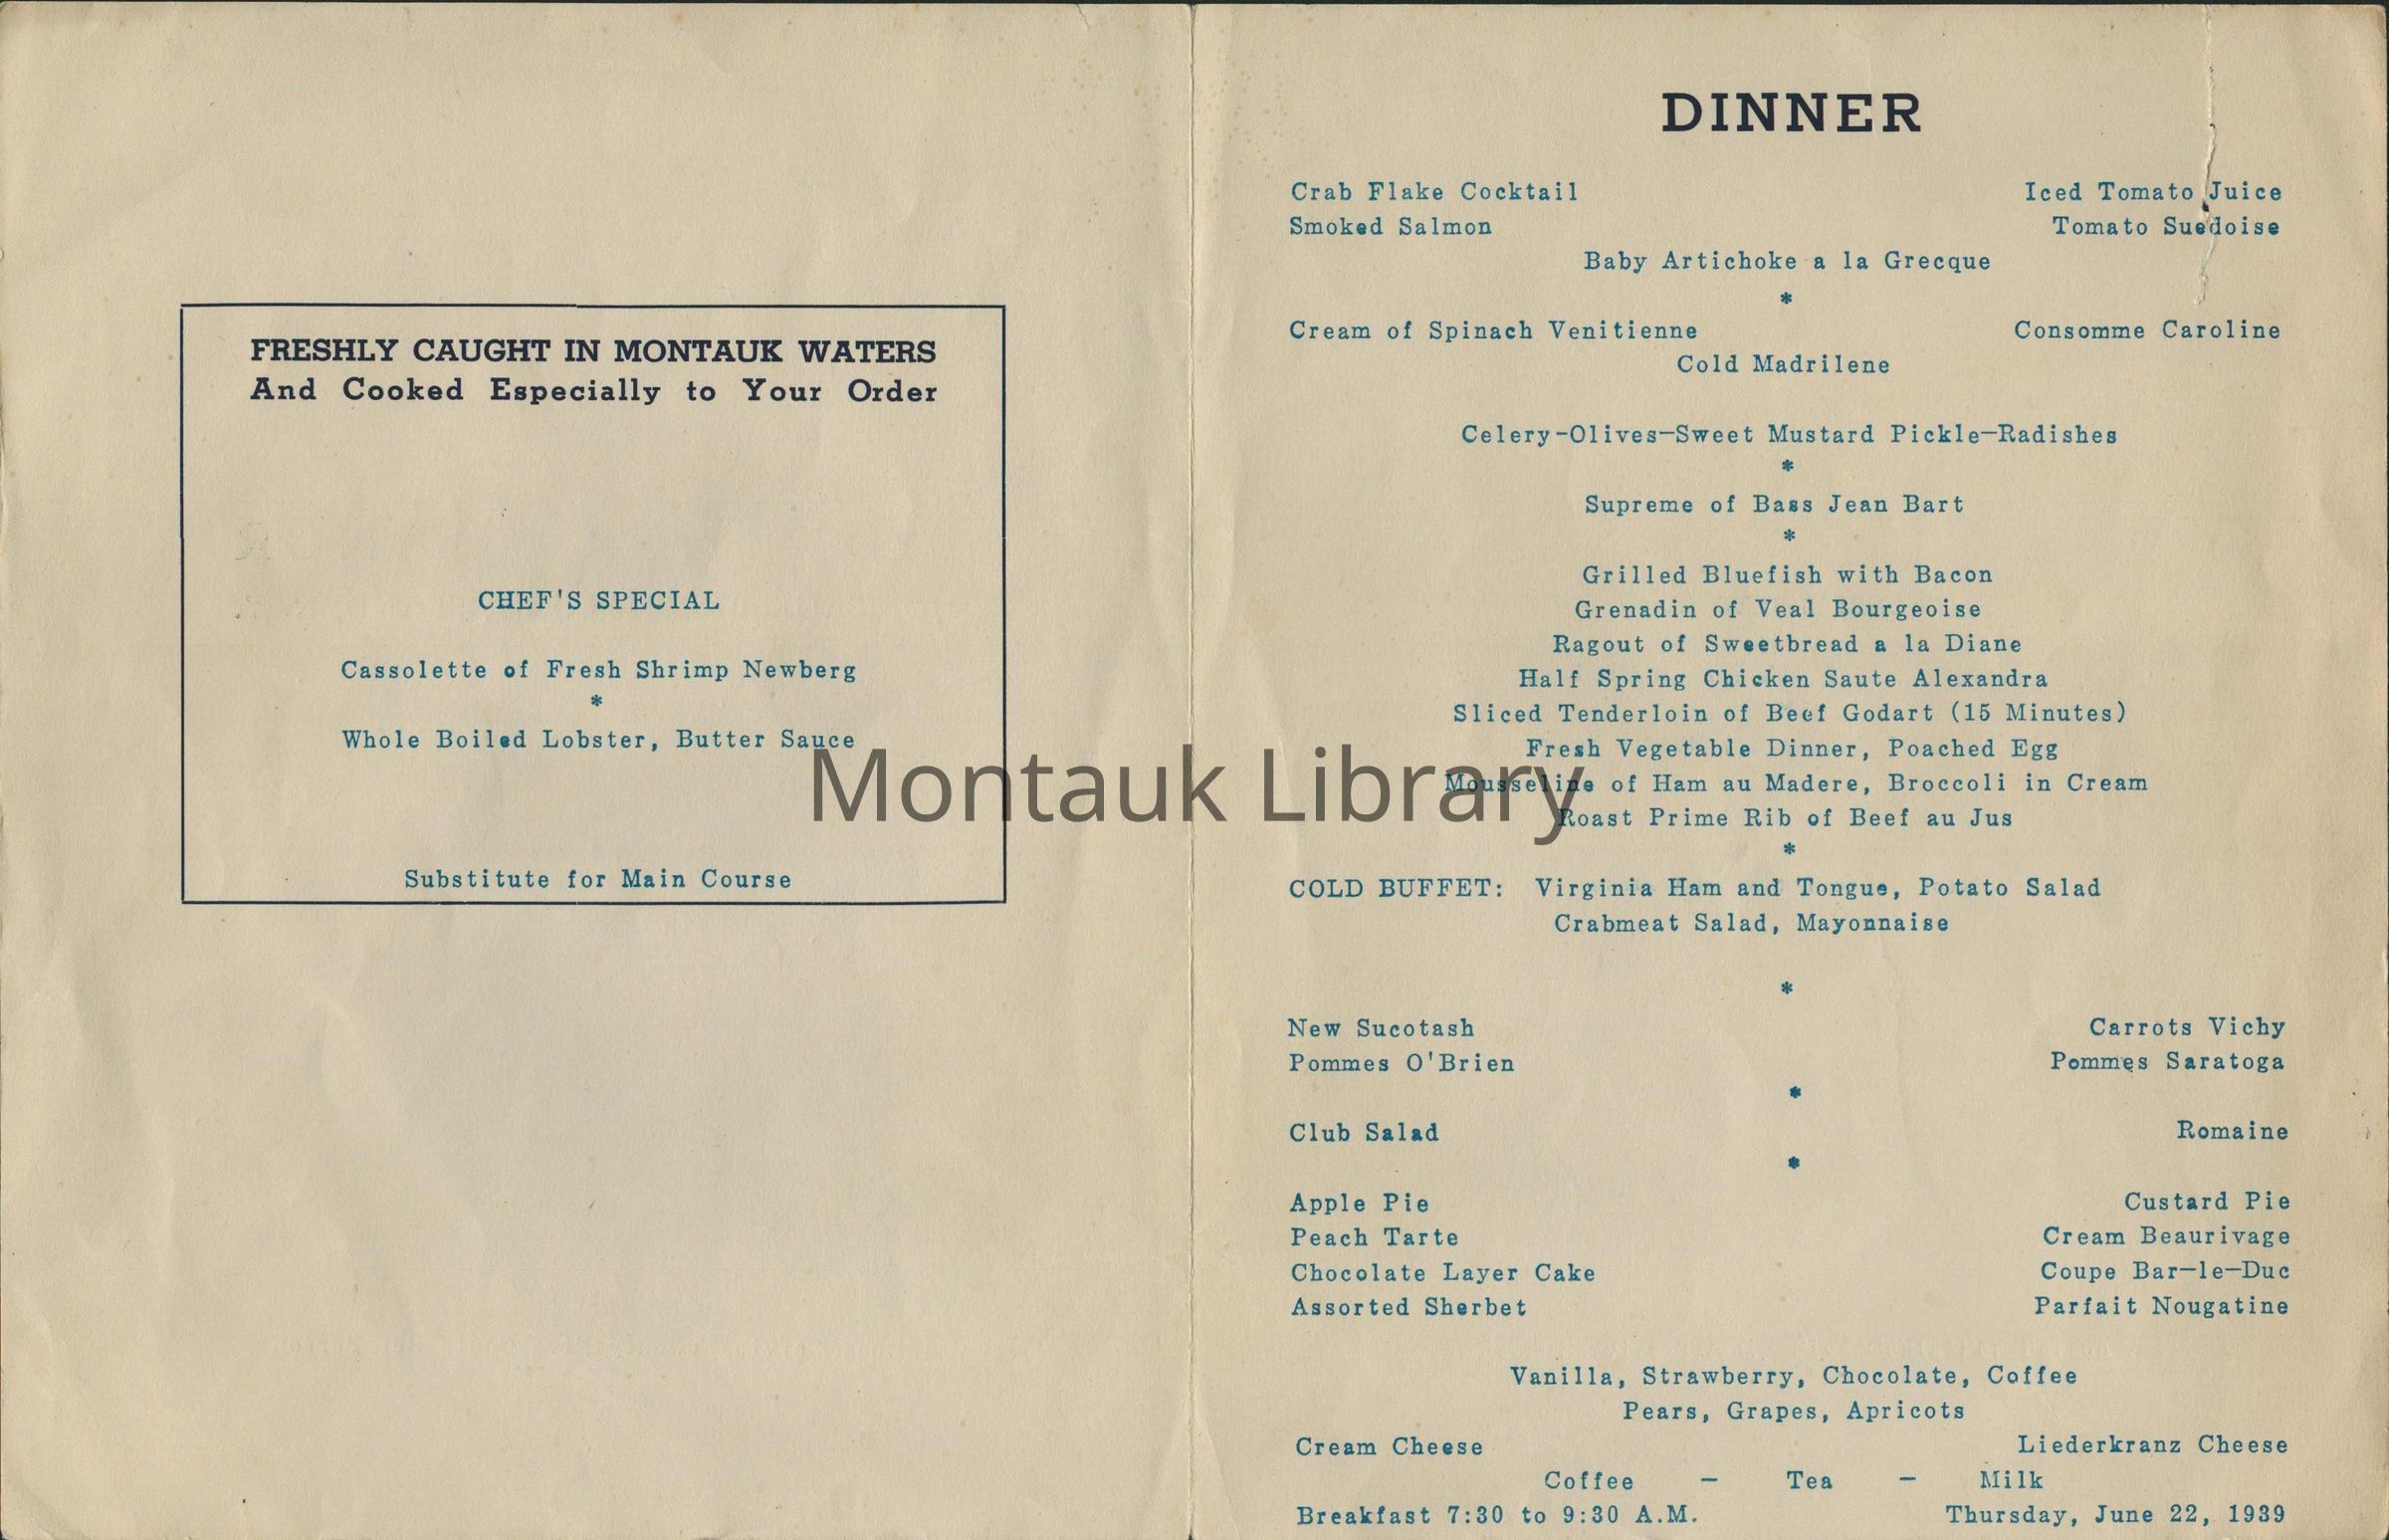 FRESHLY CAUGHT IN MONTAUK WATERS
And Cooked Especially to Your Order
CHEF'S SPECIAL
Cassolette of Fresh Shrimp Newberg
*
Whole Boiled Lobster, Butter Sauce
Substitute for Main Course
Montauk Library
DINNER
Crab Flake Cocktail Iced Tomato Juice
Smoked Salmon Tomato Suedoise
Baby Artichoke a la Grecque
*
Cream of Spinach Venitienne Consomme Caroline
Cold Madrilene
Celery-Olives-Sweet Mustard Pickle-Radishes
*
Supreme of Bass Jean Bart
*
Grilled Bluefish with Bacon
Grenadin of Veal Bourgeoise
Ragout of Sweetbread a la Diane
Half Spring Chicken Saute Alexandra
Sliced Tenderloin of Beef Godart (15 Minutes)
Fresh Vegetable Dinner, Poached Egg
Mousseline of Ham au Madere, Broccoli in Cream
Roast Prime Rib of Beef au Jus
*
COLD BUFFET: Virginia Ham and Tongue, Potato Salad
Crabmeat Salad, Mayonnaise
*
New Sucotash Carrots Vichy
Pommes O'Brien Pommes Saratoga
*
Club Salad Romaine
*
Apple Pie Custard Pie
Peach Tarte Cream Beaurivage
Chocolate Layer Cake Coupe Bar-le-Duc
Assorted Sherbet Parfait Nougatine
Vanilla, Strawberry, Chocolate, Coffee
Pears, Grapes, Apricots
Cream Cheese Liederkranz Cheese
Coffee - Tea - Milk
Breakfast 7:30 to 9:30 A.M. Thursday, June 22, 1939